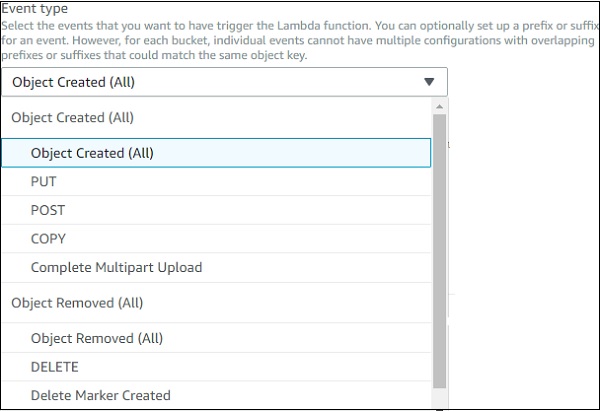 Event type
Select the events that you want to have trigger the Lambda function. You can optionally set up a prefix or suffix
for an event. However, for each bucket, individual events cannot have multiple configurations with overlapping
prefixes or suffixes that could match the same object key.
Object Created (All)
Object Created (All)
Object Created (All)
PUT
POST
COPY
Complete Multipart Upload
Object Removed (All)
Object Removed (All)
DELETE
Delete Marker Created